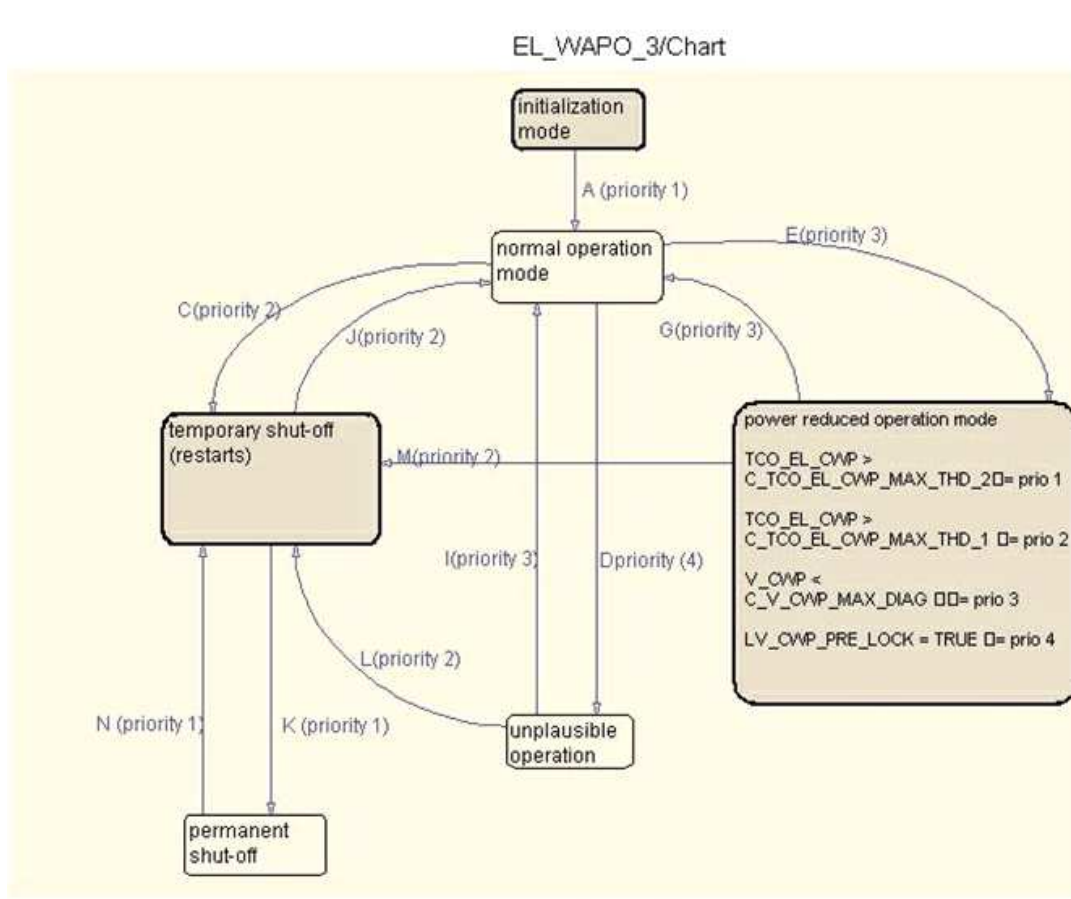 EL_WAPO_3/Chart
initialization
mode
A (priority 1)
normal operation
mode
E(priority 3)
C(priority 2)
J(priority 2)
G(priority 3)
temporary shut-off
(restarts)
M(priority 2)
power reduced operation mode
TCO_EL_CWP >
C_TCO_EL_CWP_MAX_THD_2□= prio 1
TCO_EL_CWP >
C_TCO_EL_CWP_MAX_THD_1 □= prio 2
V_CWP <
C_V_CWP_MAX_DIAG □□= prio 3
LV_CWP_PRE_LOCK = TRUE □= prio 4
I(priority 3)
Dpriority (4)
L(priority 2)
N (priority 1)
K (priority 1)
unplausible
operation
permanent
shut-off